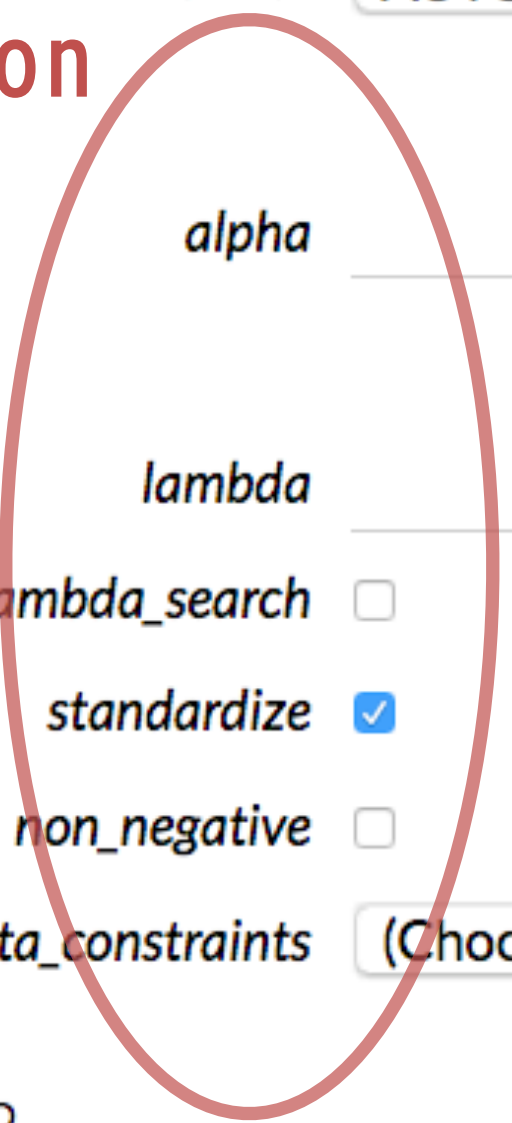 on
alpha
lambda
ambda_search
standardize
non_negative
ta_constraints (Choo